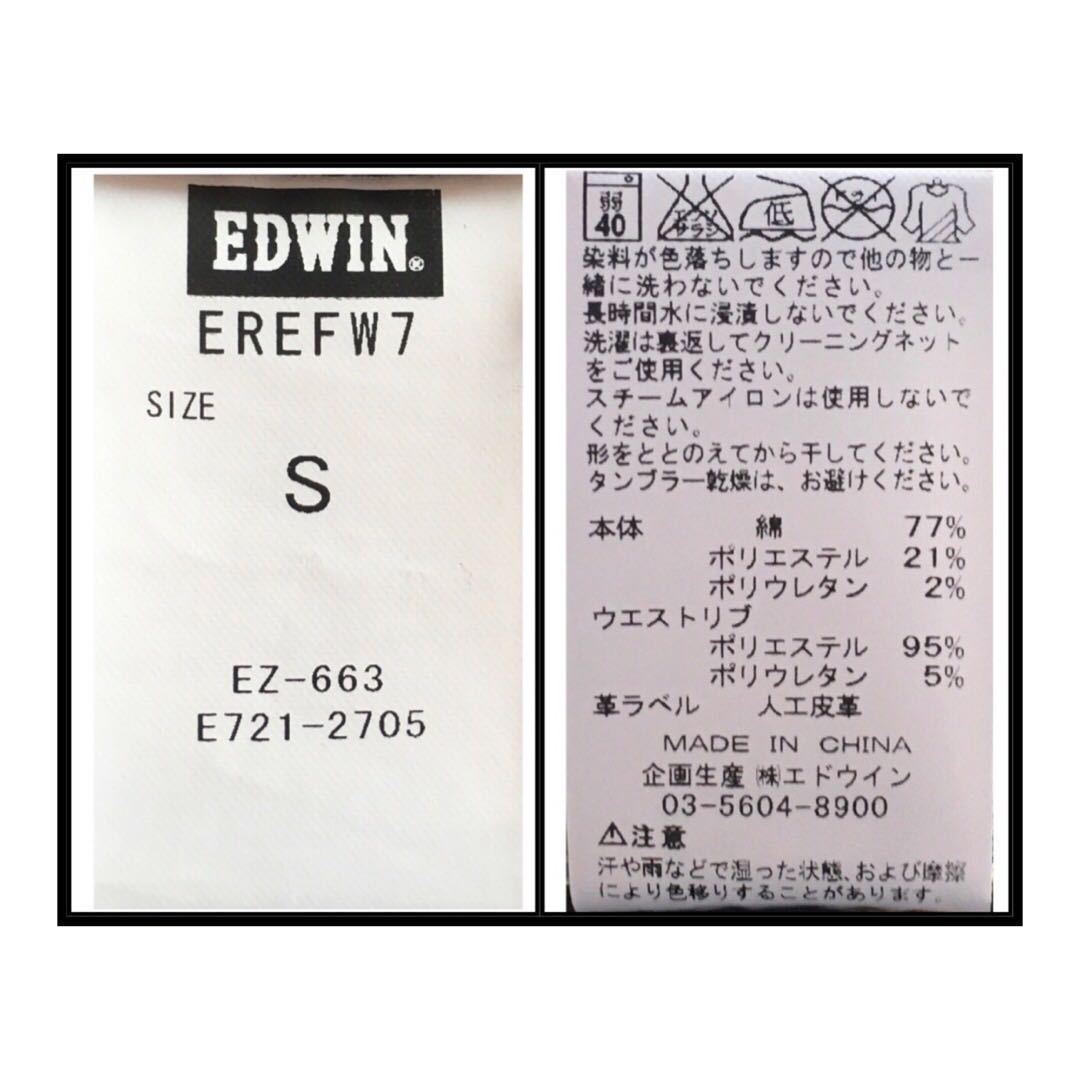 EDWIN®
EREFW7
SIZE
S
EZ-663
E721-2705
弱
40
エンソ
サラシ
低
ドライ
染料が色落ちしますので他の物と一
緒に洗わないでください。
長時間水に浸漬しないでください。
洗濯は裏返してクリーニングネット
をご使用ください。
スチームアイロンは使用しないで
ください。
形をととのえてから干してください。
タンブラー乾燥は、お避けください。
本体 綿 77%
ポリエステル 21%
ポリウレタン 2%
ウエストリブ
ポリエステル 95%
ポリウレタン 5%
革ラベル 人工皮革
MADE IN CHINA
企画生産 ㈱エドウイン
03-5604-8900
⚠注意
汗や雨などで湿った状態、および摩擦
により色移りすることがあります。